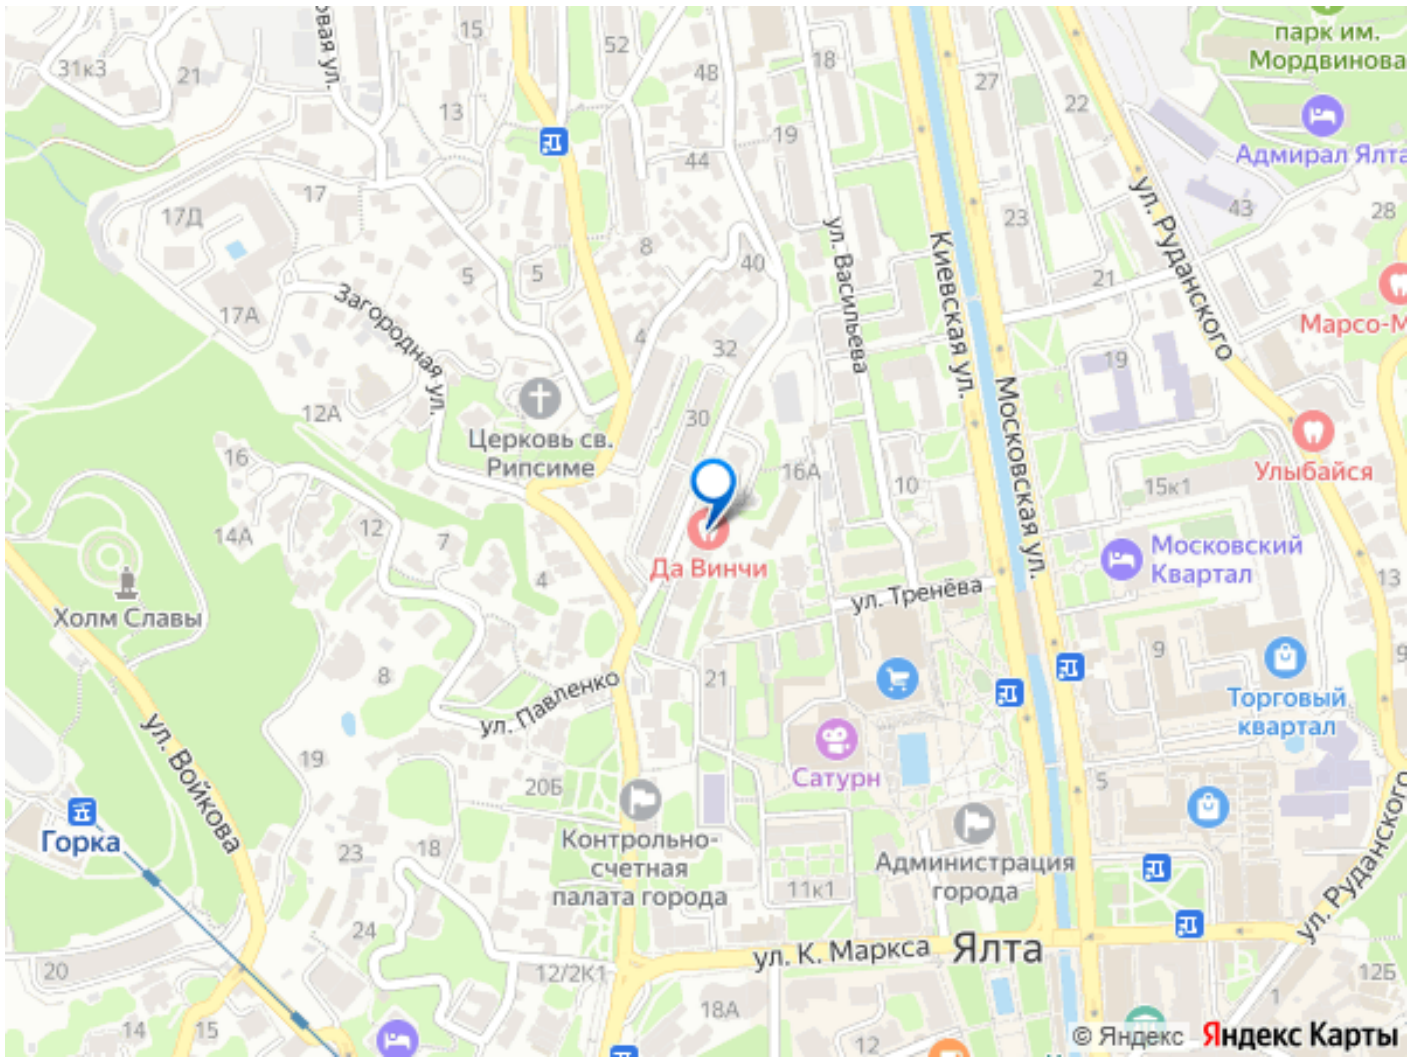 52
15
31к3
21
овая ул.
13
48
18
19
44
27
22
парк им.
Мордвинова
Адмирал Ялта
ул. Руданского
43
28
23
17
17Д
5
5
8
40
ул. Васильева
Киевская ул.
21
17А
Загородная ул.
4
32
Марсо-М
19
12А
Церковь св.
Рипсиме
30
Московская ул.
Улыбайся
16
16А
10
15к1
14А
12
7
4
Да Винчи
ул. Тренёва
Московский
Квартал
13
Холм Славы
8
ул. Павленко
21
9
9
Торговый
квартал
ул. Войкова
19
20Б
Сатурн
5
Горка
Контрольно-
счетная
палата города
Администрация
города
ул. Руданского
23
18
11к1
24
20
12/2К1
ул. К. Маркса
Ялта
12Б
18А
1
14
15
12
© Яндекс Яндекс Карты